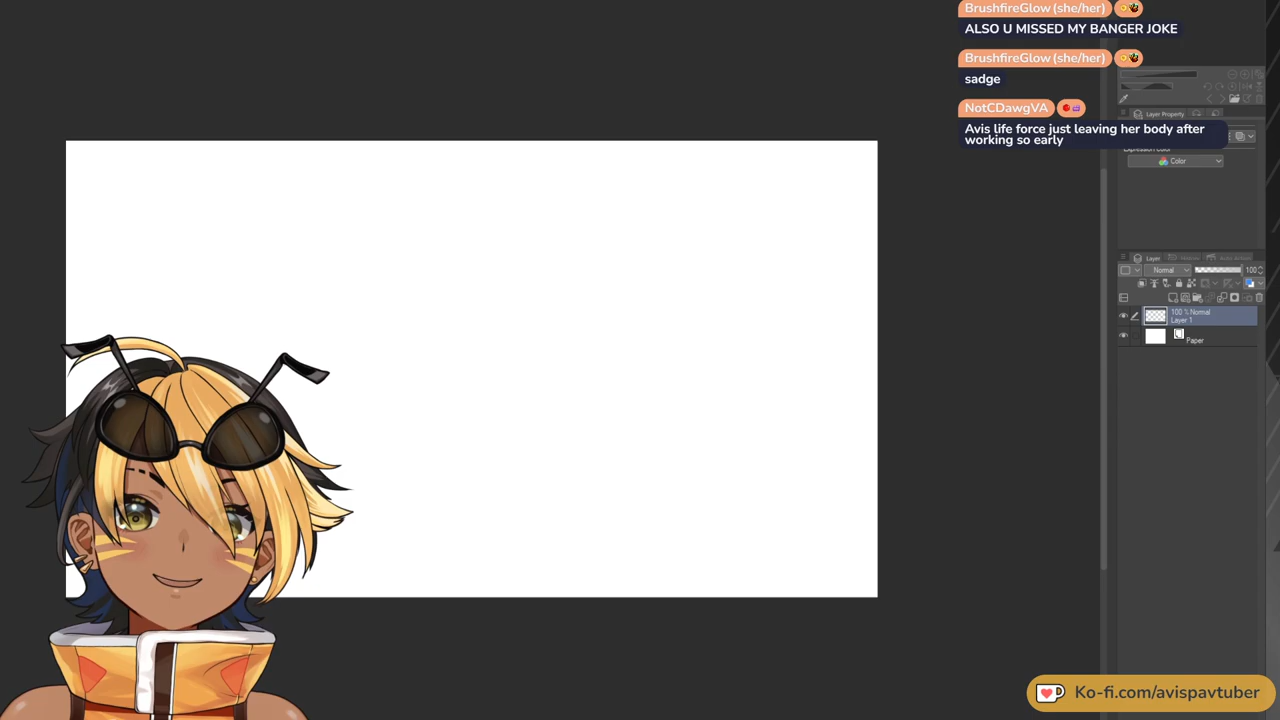 BrushfireGlow (she/her)
ALSO U MISSED MY BANGER JOKE
BrushfireGlow (she/her)
sadge
NotCDawgVA
Avis life force just leaving her body after
working so early
Layer Property
Expression Color
Color
Layer
Normal
100
100 % Normal
Layer 1
Paper
Ko-fi.com/avispavtuber